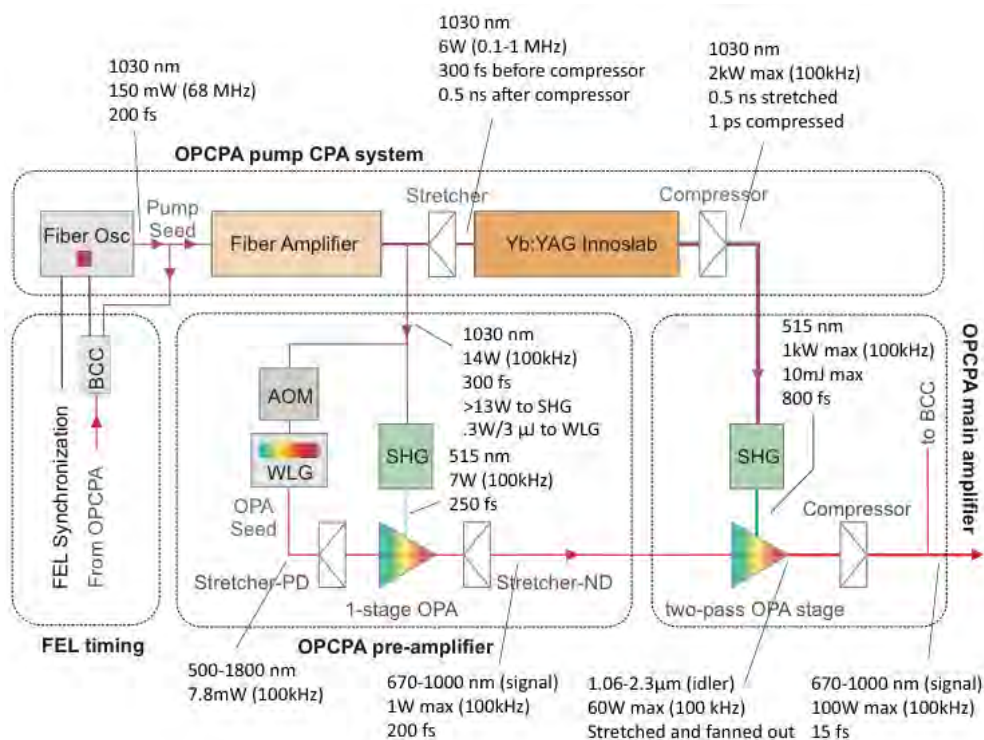 1030 nm
150 mW (68 MHz)
200 fs
1030 nm
6W (0.1-1 MHz)
300 fs before compressor
0.5 ns after compressor
1030 nm
2kW max (100kHz)
0.5 ns stretched
1 ps compressed
OPCPA pump CPA system
Fiber Osc
Pump
Seed
Fiber Amplifier
Stretcher
Yb:YAG Innoslab
Compressor
FEL Synchronization
From OPCPA
BCC
FEL timing
AOM
WLG
OPA
Seed
SHG
1030 nm
14W (100kHz)
300 fs
>13W to SHG
.3W/3 μJ to WLG
515 nm
7W (100kHz)
250 fs
Stretcher-PD
1-stage OPA
Stretcher-ND
OPCPA pre-amplifier
515 nm
1kW max (100kHz)
10mJ max
800 fs
SHG
Compressor
two-pass OPA stage
to BCC
OPCPA main amplifier
500-1800 nm
7.8mW (100kHz)
670-1000 nm (signal)
1W max (100kHz)
200 fs
1.06-2.3μm (idler)
60W max (100 kHz)
Stretched and fanned out
670-1000 nm (signal)
100W max (100kHz)
15 fs